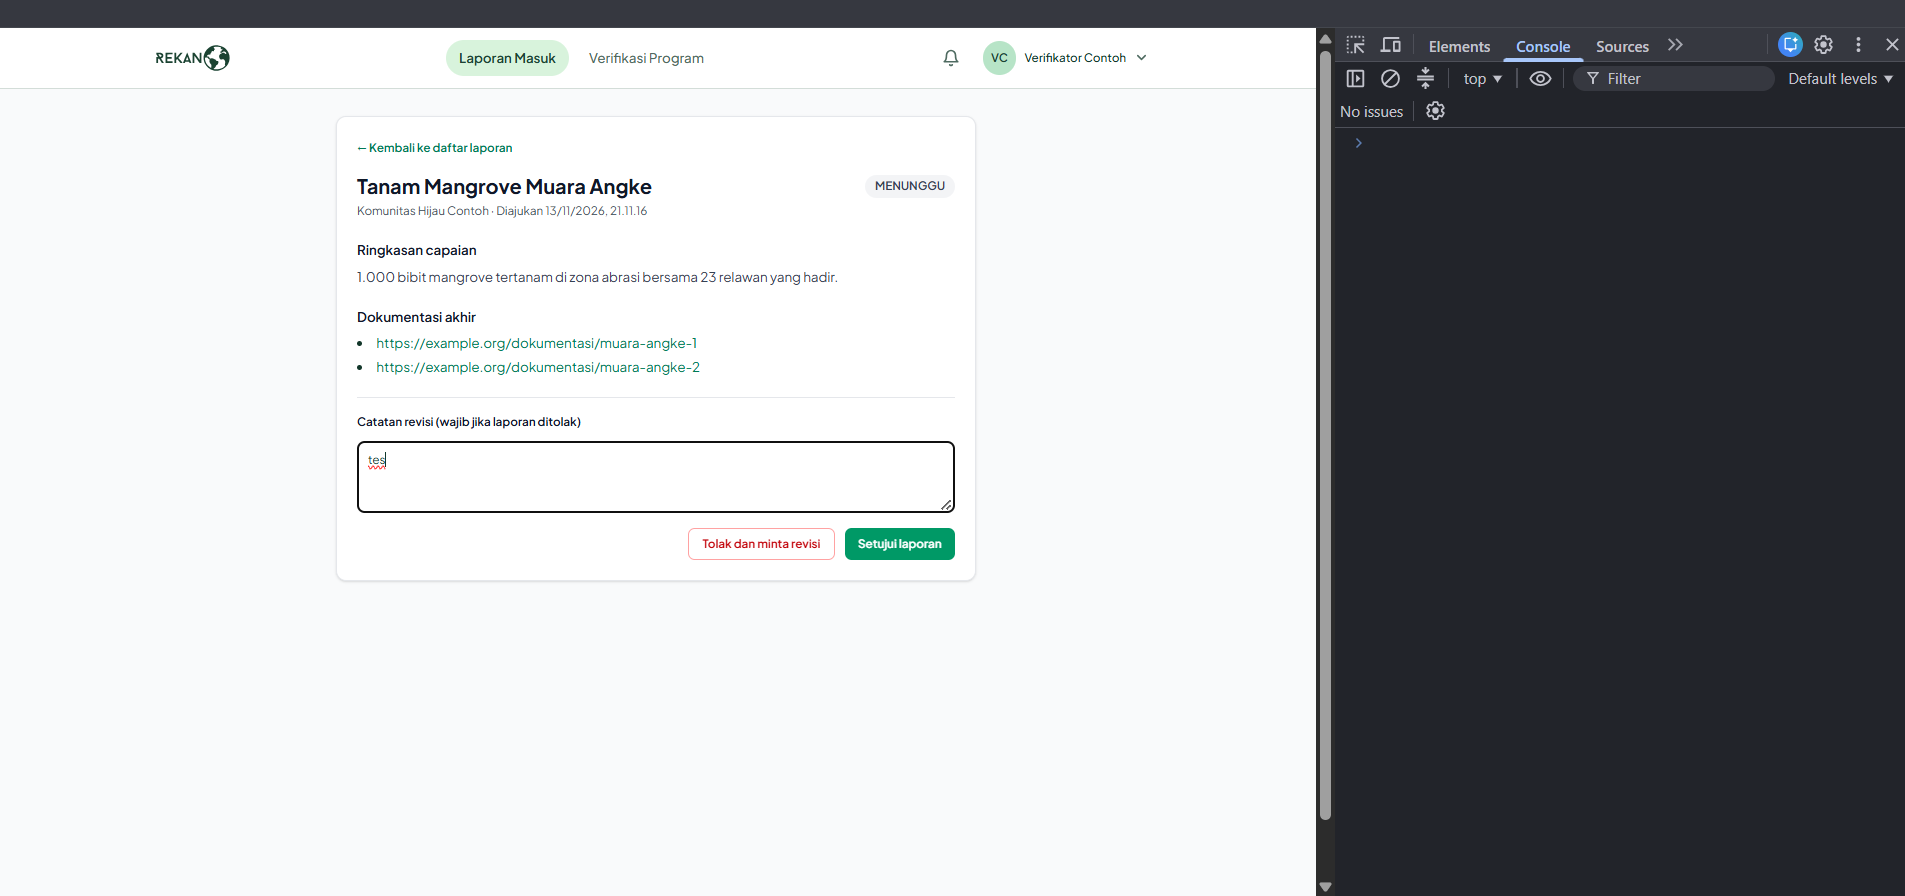 REKAN
Laporan Masuk
Verifikasi Program
VC
Verifikator Contoh
← Kembali ke daftar laporan
Tanam Mangrove Muara Angke
MENUNGGU
Komunitas Hijau Contoh · Diajukan 13/11/2026, 21.11.16
Ringkasan capaian
1.000 bibit mangrove tertanam di zona abrasi bersama 23 relawan yang hadir.
Dokumentasi akhir
• https://example.org/dokumentasi/muara-angke-1
• https://example.org/dokumentasi/muara-angke-2
Catatan revisi (wajib jika laporan ditolak)
tes
Tolak dan minta revisi
Setujui laporan
Elements
Console
Sources
top
Filter
Default levels
No issues